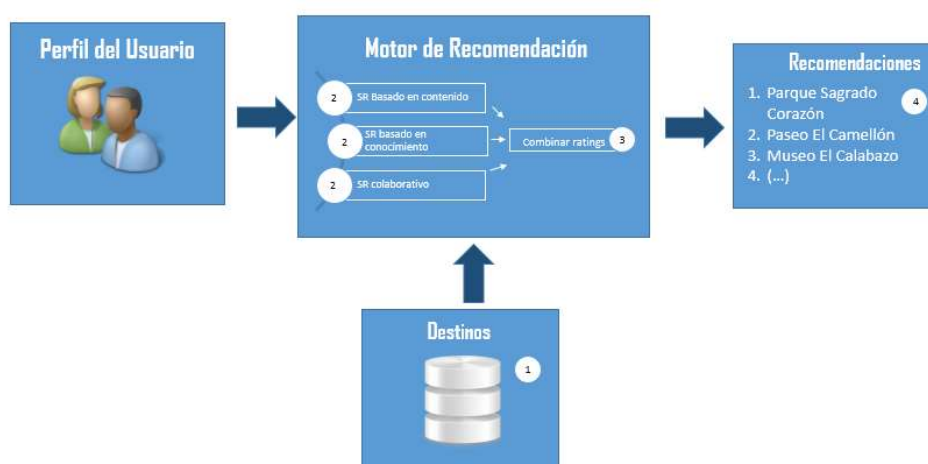 Perfil del Usuario
Motor de Recomendación
2
SR Basado en contenido
2
SR basado en
conocimiento
2
SR colaborativo
Combinar ratings
3
Recomendaciones
1. Parque Sagrado
Corazón
4
2. Paseo El Camellón
3. Museo El Calabazo
4. (...)
Destinos
1